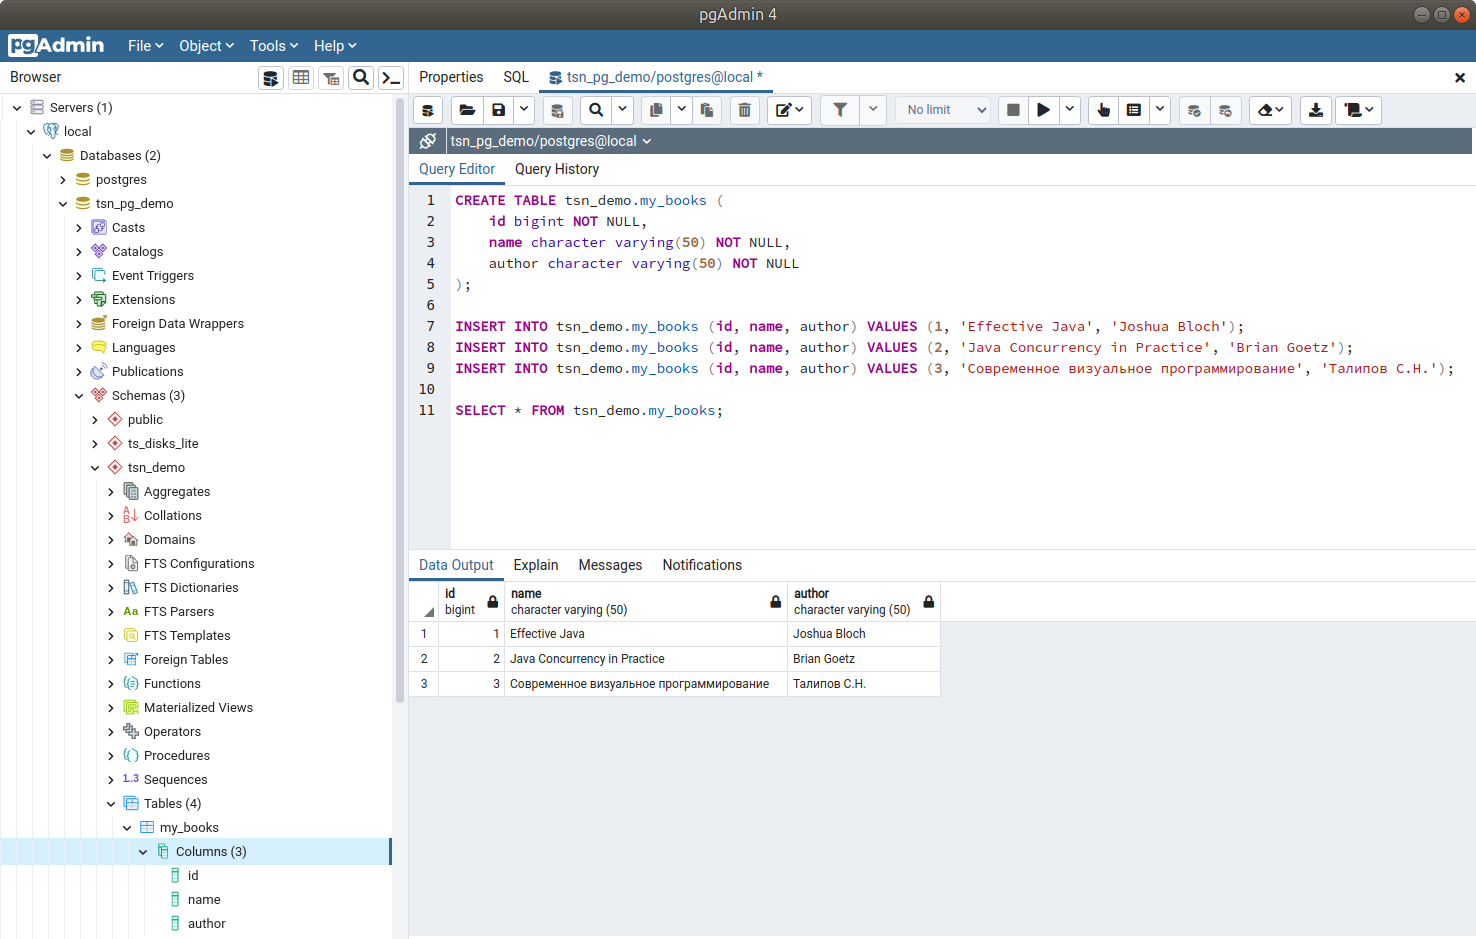 pgAdmin 4
pgAdmin File Object Tools Help
Browser
Properties SQL tsn_pg_demo/postgres@local *
No limit
tsn_pg_demo/postgres@local
Query Editor Query History
Servers (1)
local
Databases (2)
postgres
tsn_pg_demo
Casts
Catalogs
Event Triggers
Extensions
Foreign Data Wrappers
Languages
Publications
Schemas (3)
public
ts_disks_lite
tsn_demo
Aggregates
Collations
Domains
FTS Configurations
FTS Dictionaries
Aa FTS Parsers
FTS Templates
Foreign Tables
Functions
Materialized Views
Operators
Procedures
1..3 Sequences
Tables (4)
my_books
Columns (3)
id
name
author
1 CREATE TABLE tsn_demo.my_books (
2 id bigint NOT NULL,
3 name character varying(50) NOT NULL,
4 author character varying(50) NOT NULL
5 );
6
7 INSERT INTO tsn_demo.my_books (id, name, author) VALUES (1, 'Effective Java', 'Joshua Bloch');
8 INSERT INTO tsn_demo.my_books (id, name, author) VALUES (2, 'Java Concurrency in Practice', 'Brian Goetz');
9 INSERT INTO tsn_demo.my_books (id, name, author) VALUES (3, 'Современное визуальное программирование', 'Талипов С.Н.');
10
11 SELECT * FROM tsn_demo.my_books;
Data Output Explain Messages Notifications
id name author
bigint character varying (50) character varying (50)
1 1 Effective Java Joshua Bloch
2 2 Java Concurrency in Practice Brian Goetz
3 3 Современное визуальное программирование Талипов С.Н.